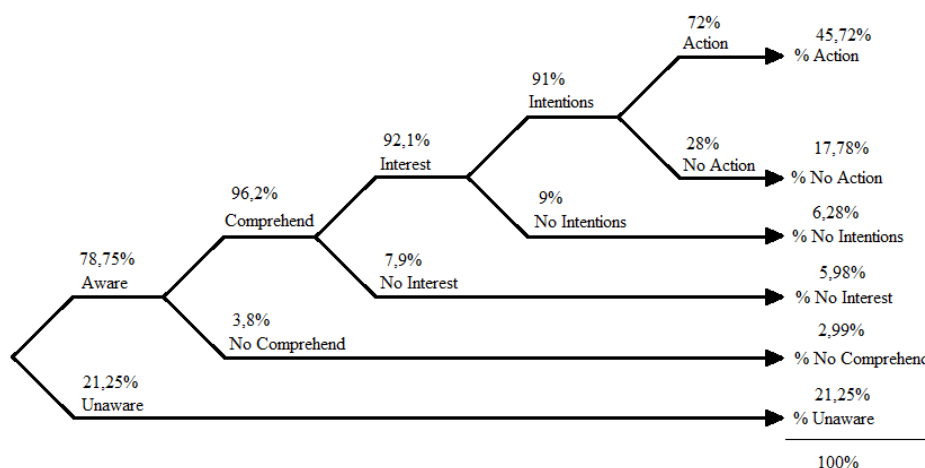 72%
Action
45,72%
% Action
91%
Intentions
28%
No Action
17,78%
% No Action
92,1%
Interest
9%
No Intentions
6,28%
% No Intentions
96,2%
Comprehend
7,9%
No Interest
5,98%
% No Interest
78,75%
Aware
3,8%
No Comprehend
2,99%
% No Comprehend
21,25%
Unaware
21,25%
% Unaware
100%